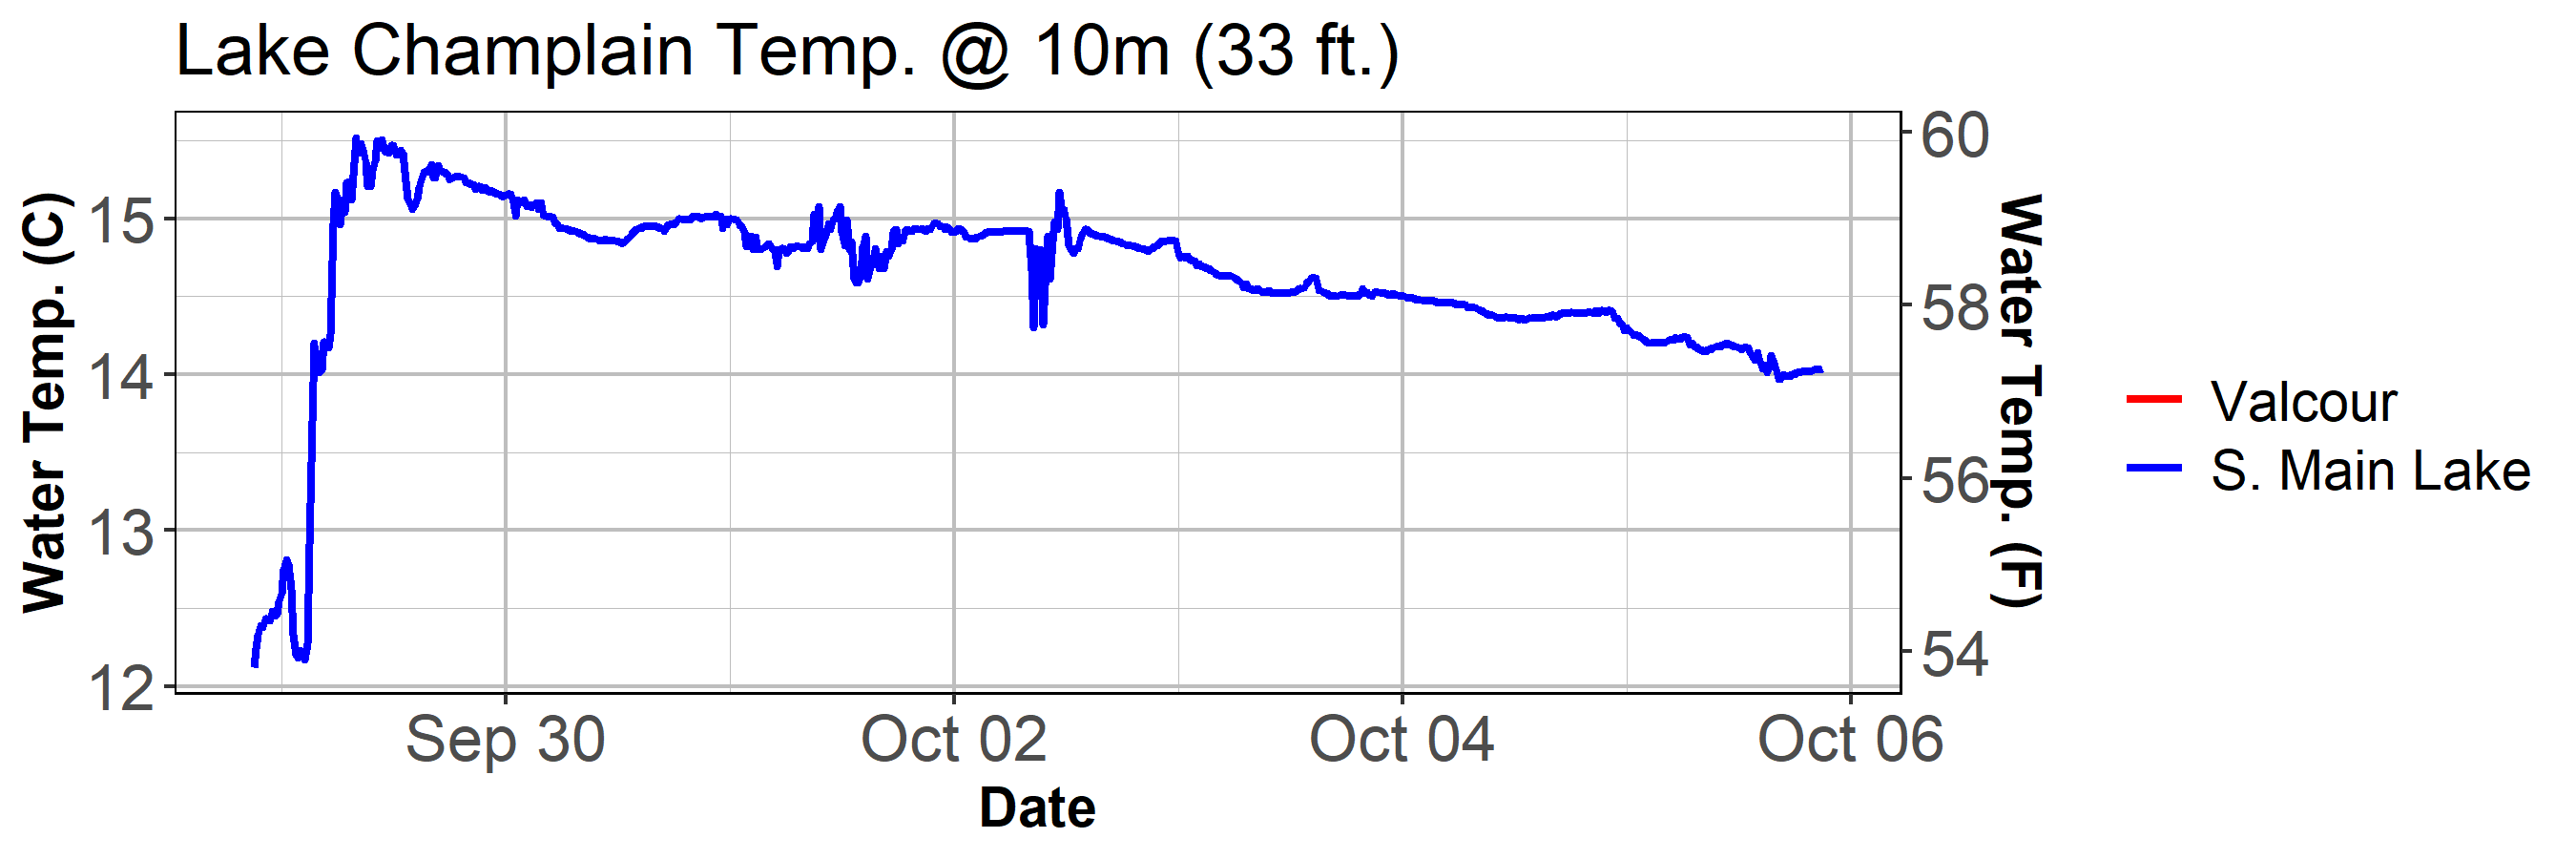 Lake Champlain Temp. @ 10m (33 ft.)
Water Temp. (C)
15
14
13
12
60
58
56
54
Water Temp. (F)
Sep 30
Oct 02
Oct 04
Oct 06
Date
Valcour
S. Main Lake